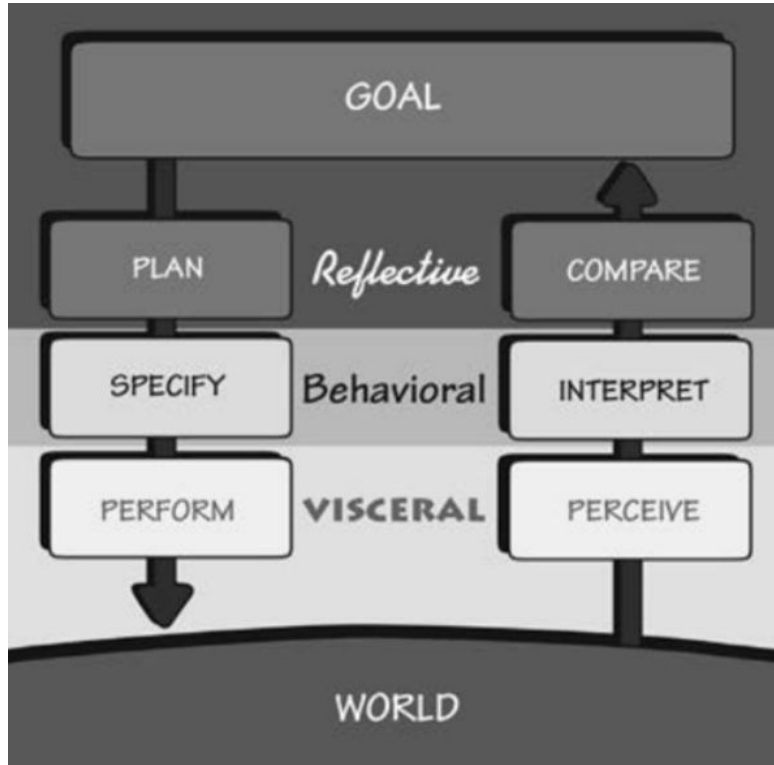 GOAL
PLAN
Reflective
COMPARE
SPECIFY
Behavioral
INTERPRET
PERFORM
VISCERAL
PERCEIVE
WORLD